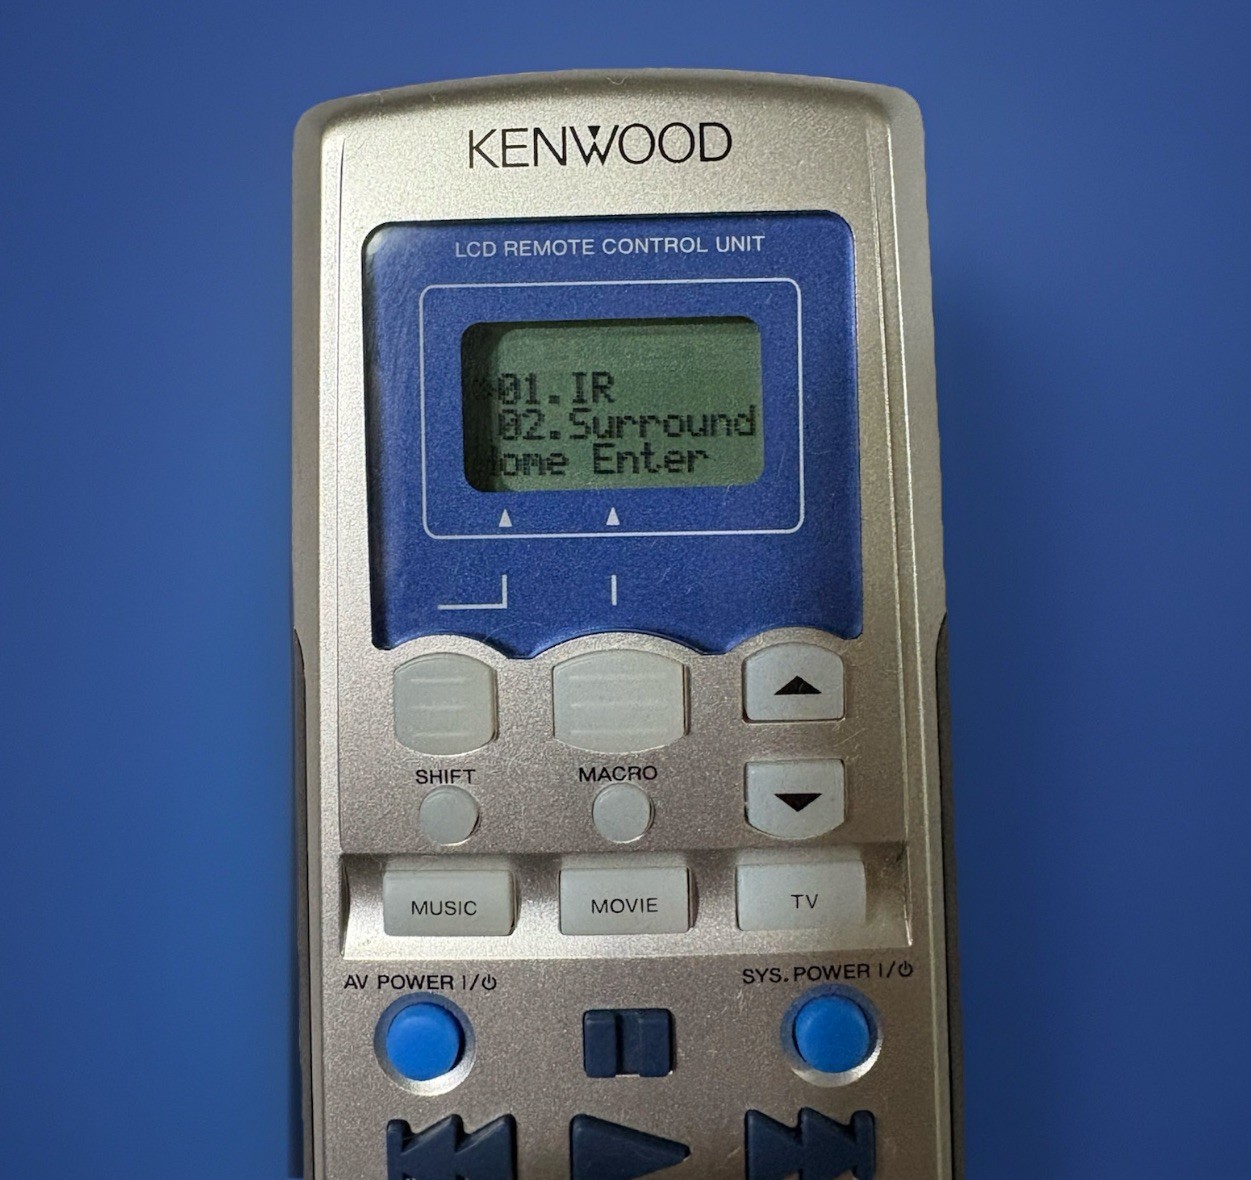 KENWOOD
LCD REMOTE CONTROL UNIT
01.IR
02.Surround
Enter
SHIFT
MACRO
MUSIC
MOVIE
TV
AV POWER I/⏻
SYS. POWER I/⏻